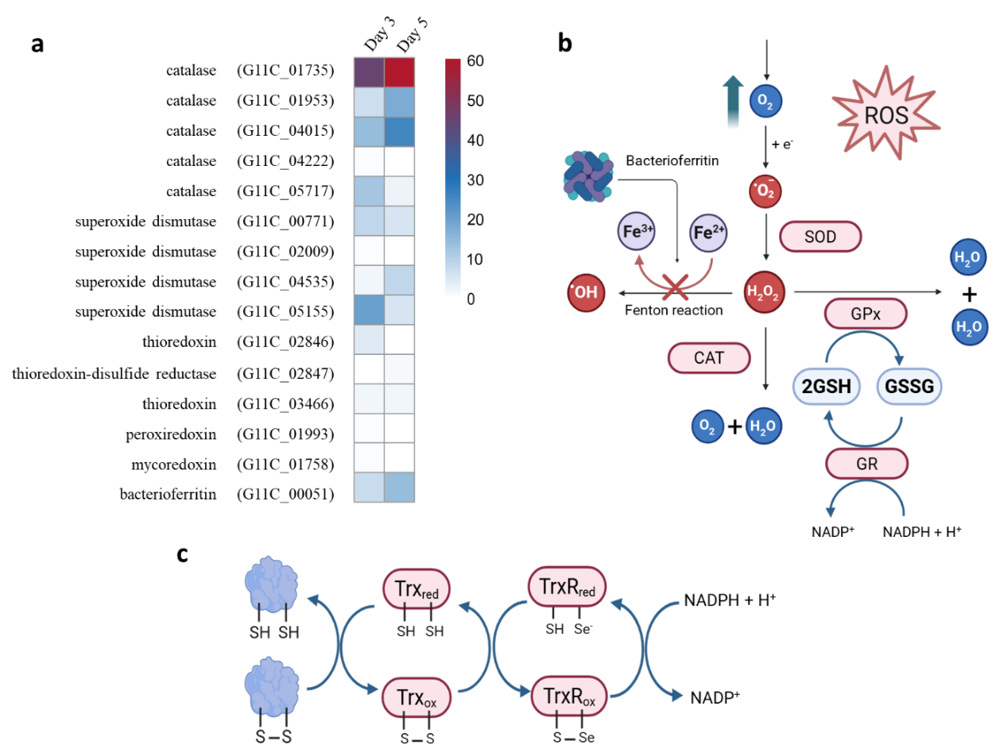 a
Day 3 Day 5
catalase (G11C_01735)
catalase (G11C_01953)
catalase (G11C_04015)
catalase (G11C_04222)
catalase (G11C_05717)
superoxide dismutase (G11C_00771)
superoxide dismutase (G11C_02009)
superoxide dismutase (G11C_04535)
superoxide dismutase (G11C_05155)
thioredoxin (G11C_02846)
thioredoxin-disulfide reductase (G11C_02847)
thioredoxin (G11C_03466)
peroxiredoxin (G11C_01993)
mycoredoxin (G11C_01758)
bacterioferritin (G11C_00051)
60
50
40
30
20
10
0
b
O₂
ROS
+ e⁻
Bacterioferritin
•O₂⁻
Fe³⁺ Fe²⁺
SOD
H₂O
+
H₂O
•OH
H₂O₂
Fenton reaction
GPx
CAT
2GSH GSSG
O₂ + H₂O
GR
NADP⁺ NADPH + H⁺
c
Trxred
TrxRred
NADPH + H⁺
SH SH
SH SH
SH Se⁻
Trxox
TrxRox
NADP⁺
S–S
S–S
S–Se